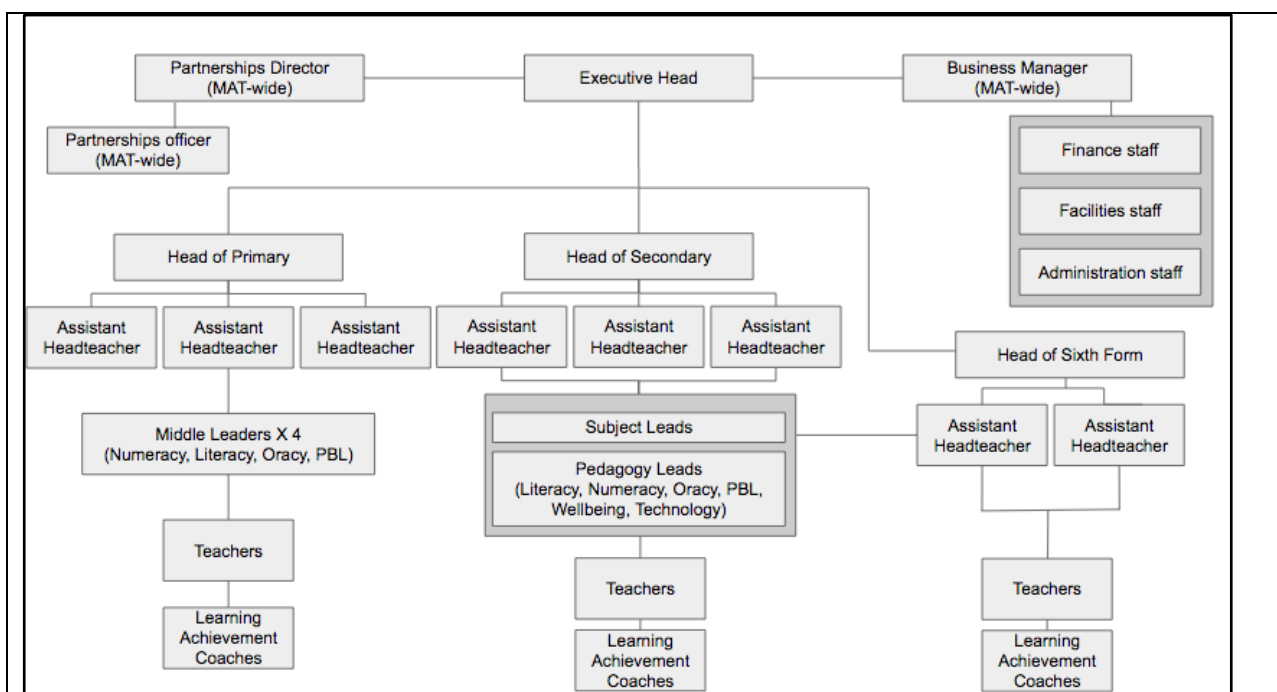 Partnerships Director
(MAT-wide)
Executive Head
Business Manager
(MAT-wide)
Partnerships officer
(MAT-wide)
Finance staff
Facilities staff
Administration staff
Head of Primary
Head of Secondary
Assistant
Headteacher
Assistant
Headteacher
Assistant
Headteacher
Assistant
Headteacher
Assistant
Headteacher
Assistant
Headteacher
Head of Sixth Form
Middle Leaders X 4
(Numeracy, Literacy, Oracy, PBL)
Subject Leads
Pedagogy Leads
(Literacy, Numeracy, Oracy, PBL,
Wellbeing, Technology)
Assistant
Headteacher
Assistant
Headteacher
Teachers
Teachers
Teachers
Learning
Achievement
Coaches
Learning
Achievement
Coaches
Learning
Achievement
Coaches